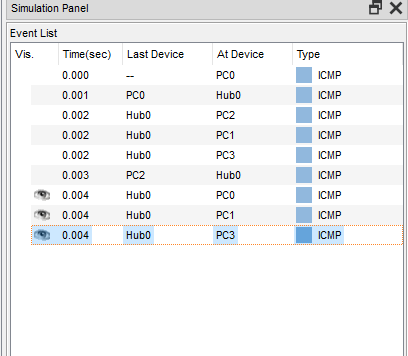 Simulation Panel
Event List
Vis. Time(sec) Last Device At Device Type
0.000 -- PC0 ICMP
0.001 PC0 Hub0 ICMP
0.002 Hub0 PC2 ICMP
0.002 Hub0 PC1 ICMP
0.002 Hub0 PC3 ICMP
0.003 PC2 Hub0 ICMP
0.004 Hub0 PC0 ICMP
0.004 Hub0 PC1 ICMP
0.004 Hub0 PC3 ICMP